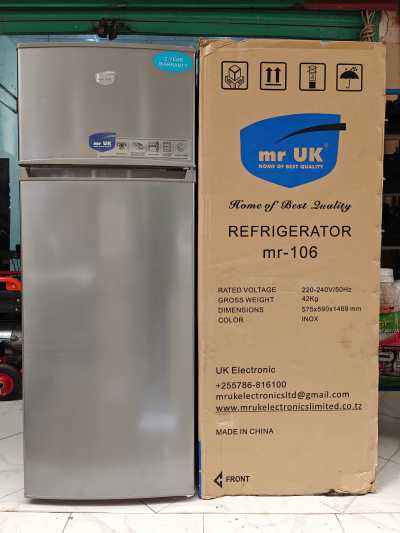 2 YEAR
WARRANTY
mr UK
mr UK
HOME OF BEST QUALITY
Home of Best Quality
REFRIGERATOR
mr-106
RATED VOLTAGE 220-240V/50Hz
GROSS WEIGHT 42Kg
DIMENSIONS 575x590x1468 mm
COLOR INOX
UK Electronic
+255786-816100
mrukelectronicsltd@gmail.com
www.mrukelectronicslimited.co.tz
MADE IN CHINA
FRONT